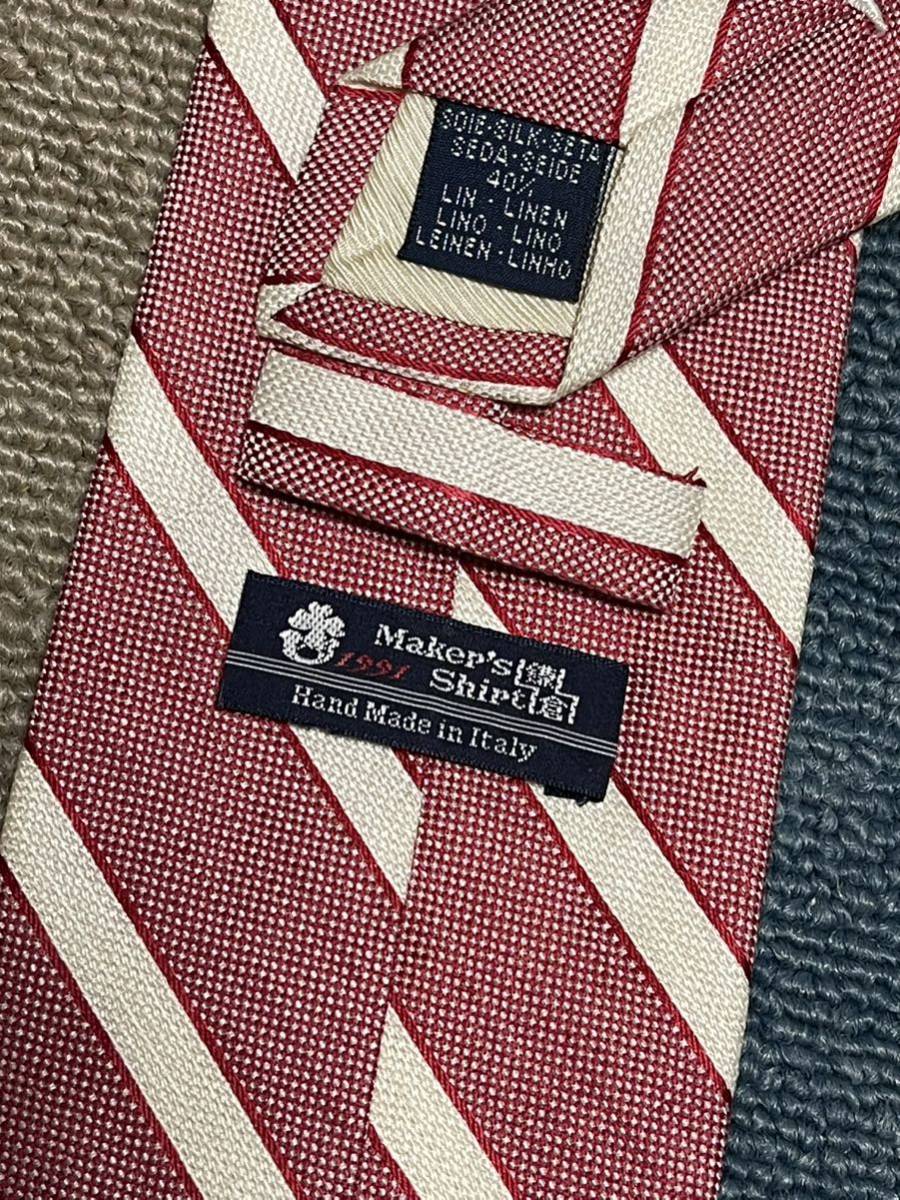 SOIE-SILK-SETA
SEDA-SEIDE
40%
LIN - LINEN
LINO - LINO
LEINEN-LINHO
Maker's 鎌
1991 Shirt 倉
Hand Made in Italy